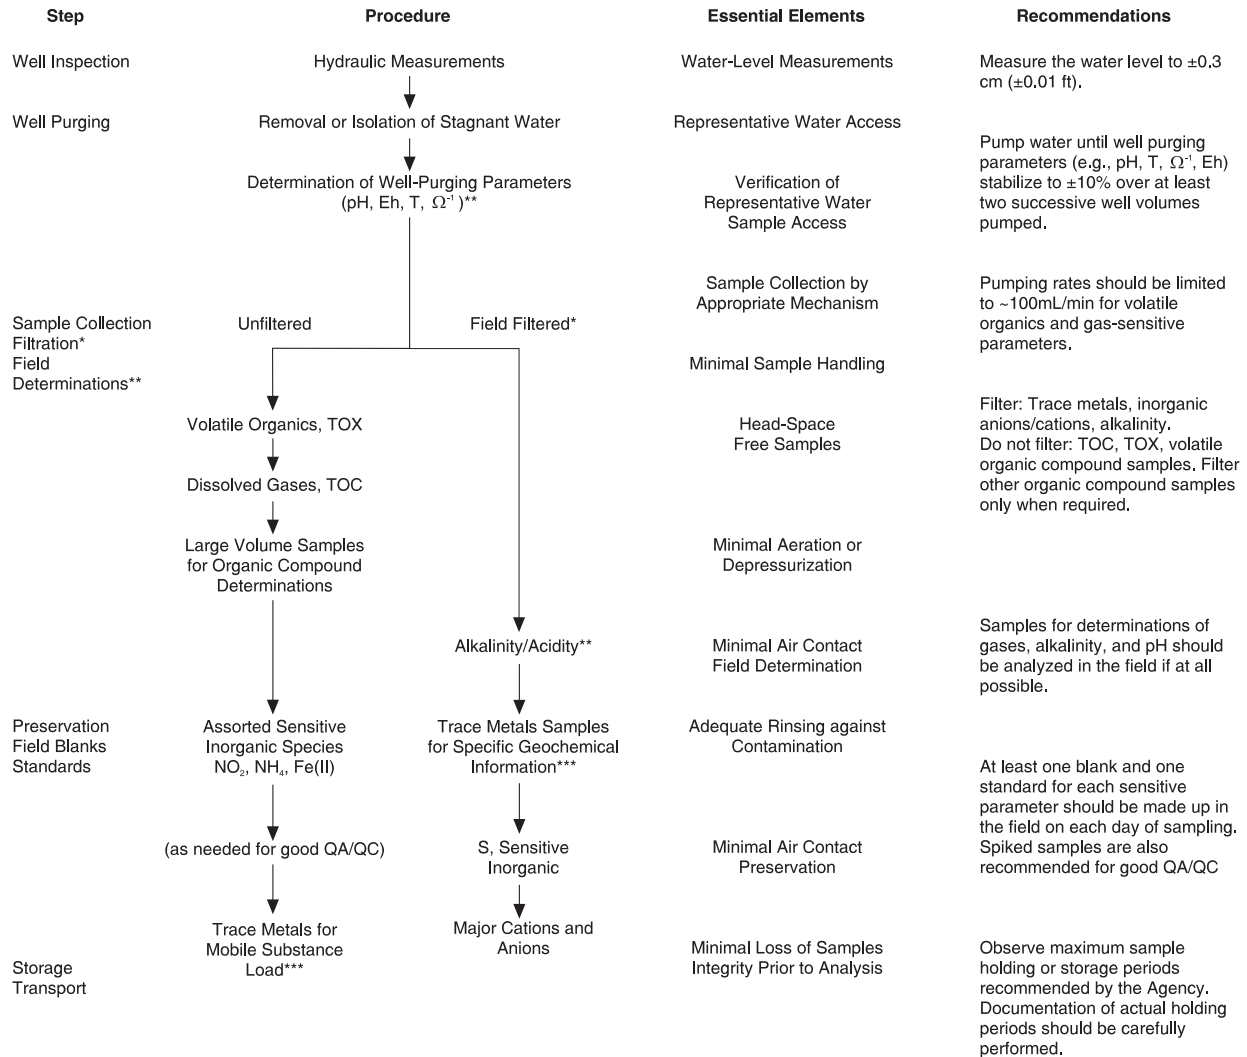 Step
Procedure
Essential Elements
Recommendations
Well Inspection
Hydraulic Measurements
Water-Level Measurements
Measure the water level to ±0.3
cm (±0.01 ft).
Well Purging
Removal or Isolation of Stagnant Water
Representative Water Access
Determination of Well-Purging Parameters
(pH, Eh, T, Ω⁻¹)**
Verification of
Representative Water
Sample Access
Pump water until well purging
parameters (e.g., pH, T, Ω⁻¹, Eh)
stabilize to ±10% over at least
two successive well volumes
pumped.
Sample Collection by
Appropriate Mechanism
Pumping rates should be limited
to ~100mL/min for volatile
organics and gas-sensitive
parameters.
Sample Collection
Filtration*
Field
Determinations**
Unfiltered
Field Filtered*
Minimal Sample Handling
Volatile Organics, TOX
Head-Space
Free Samples
Filter: Trace metals, inorganic
anions/cations, alkalinity.
Do not filter: TOC, TOX, volatile
organic compound samples. Filter
other organic compound samples
only when required.
Dissolved Gases, TOC
Large Volume Samples
for Organic Compound
Determinations
Minimal Aeration or
Depressurization
Alkalinity/Acidity**
Minimal Air Contact
Field Determination
Samples for determinations of
gases, alkalinity, and pH should
be analyzed in the field if at all
possible.
Preservation
Field Blanks
Standards
Assorted Sensitive
Inorganic Species
NO₂, NH₄, Fe(II)
Trace Metals Samples
for Specific Geochemical
Information***
Adequate Rinsing against
Contamination
At least one blank and one
standard for each sensitive
parameter should be made up in
the field on each day of sampling.
Spiked samples are also
recommended for good QA/QC
(as needed for good QA/QC)
S, Sensitive
Inorganic
Minimal Air Contact
Preservation
Trace Metals for
Mobile Substance
Load***
Major Cations and
Anions
Storage
Transport
Minimal Loss of Samples
Integrity Prior to Analysis
Observe maximum sample
holding or storage periods
recommended by the Agency.
Documentation of actual holding
periods should be carefully
performed.